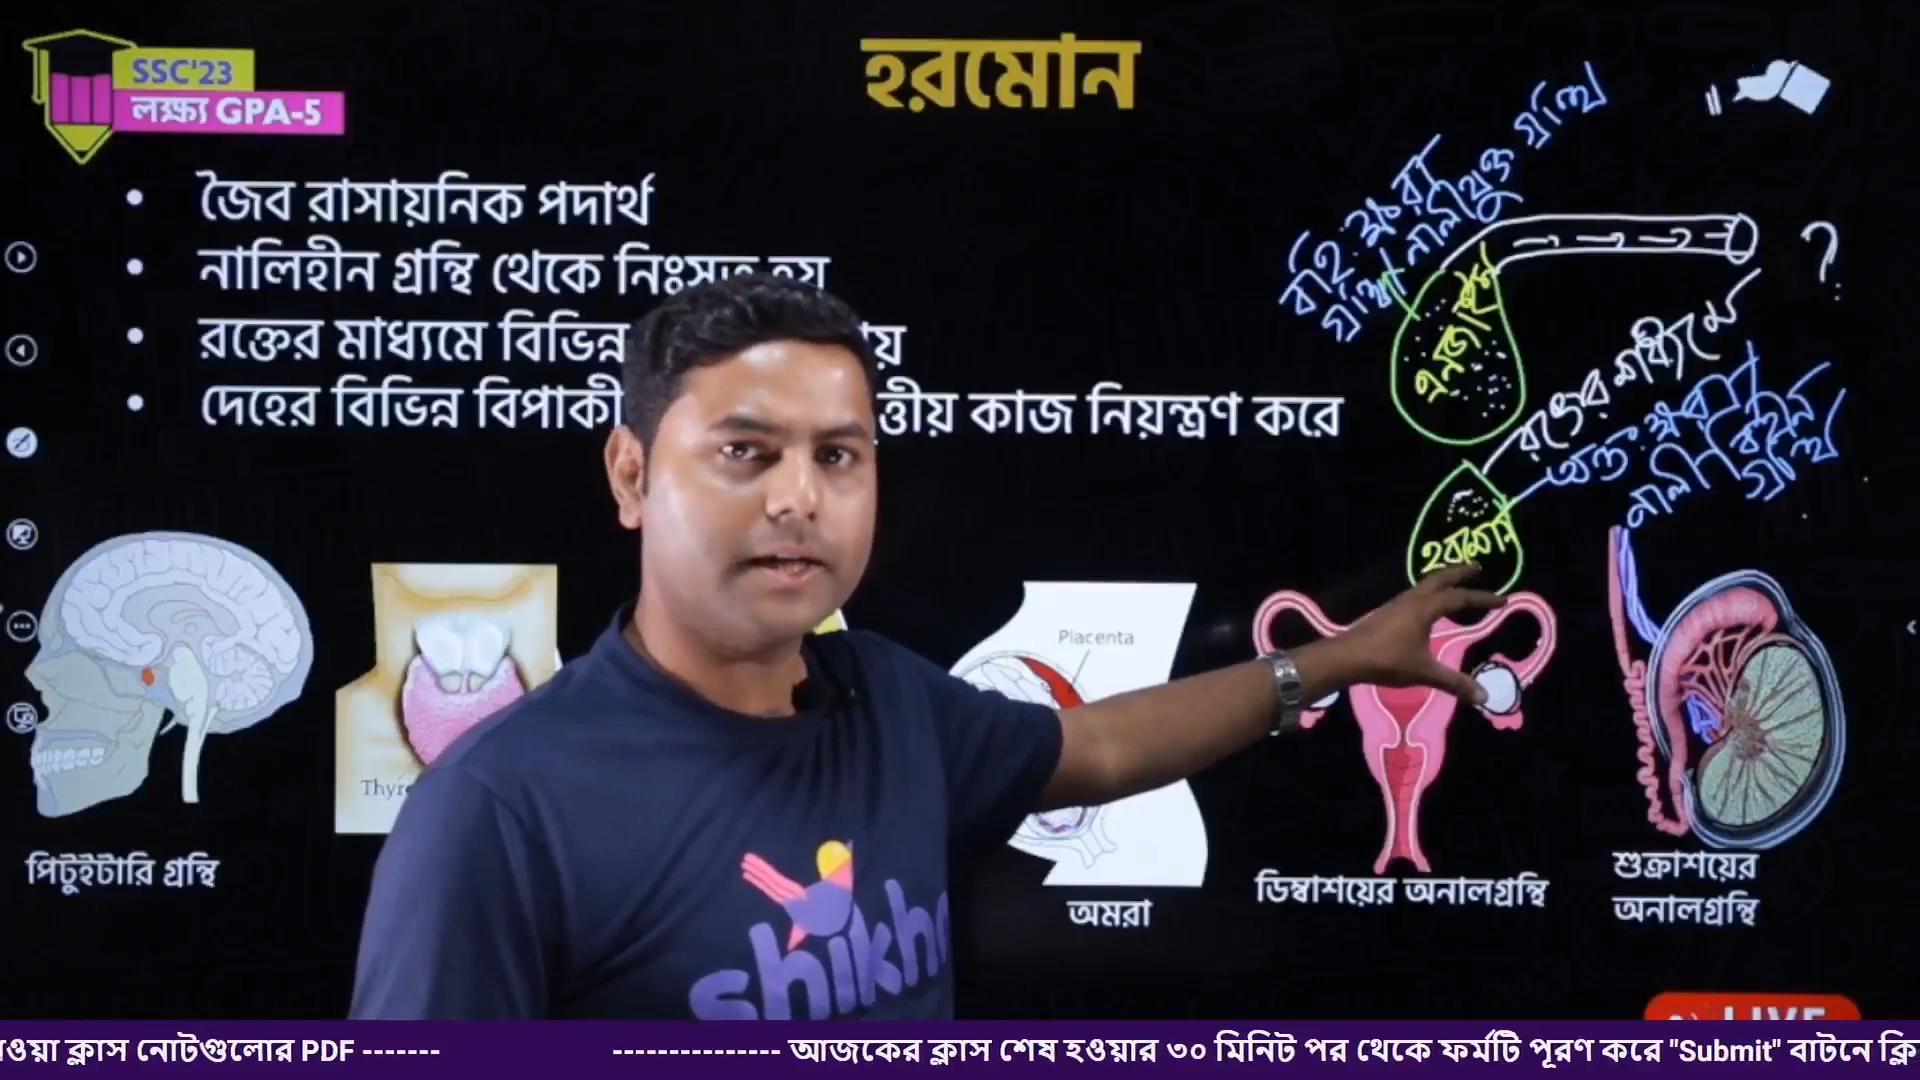 SSC'23
লক্ষ্য GPA-5
হরমোন
জৈব রাসায়নিক পদার্থ
নালিহীন গ্রন্থি থেকে নিঃসৃত হয়
রক্তের মাধ্যমে বিভিন্ন
দেহের বিভিন্ন বিপাকী
ত্তীয় কাজ নিয়ন্ত্রণ করে
বহিঃক্ষরা
গ্রন্থি নালীযুক্ত গ্রন্থি
এনজাইম
?
রক্তের মাধ্যমে
অন্তঃক্ষরা
নালীবিহীন
গ্রন্থি
হরমোন
Placenta
পিটুইটারি গ্রন্থি
অমরা
ডিম্বাশয়ের অনালগ্রন্থি
শুক্রাশয়ের
অনালগ্রন্থি
LIVE
ক্লাস নোটগুলোর PDF ------- --------------- আজকের ক্লাস শেষ হওয়ার ৩০ মিনিট পর থেকে ফর্মটি পূরণ করে "Submit" বাটনে